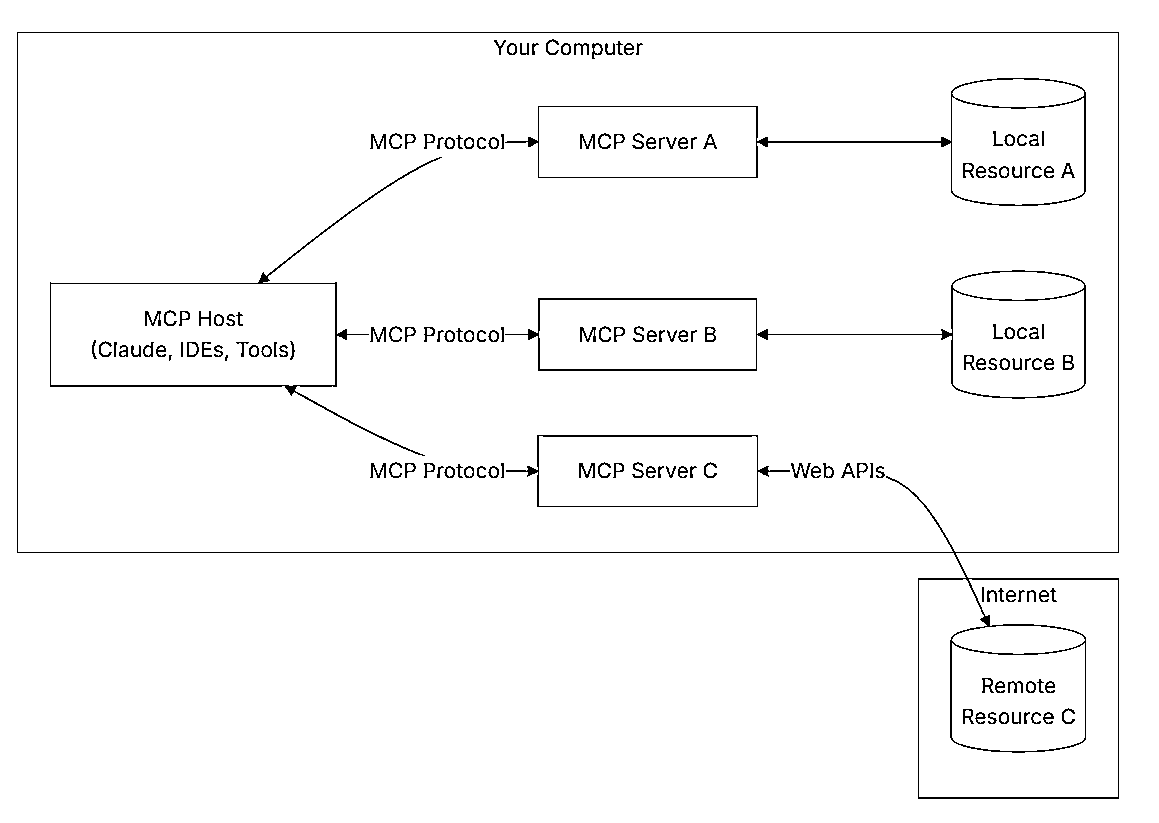 Your Computer
MCP Protocol
MCP Server A
Local
Resource A
MCP Host
(Claude, IDEs, Tools)
MCP Protocol
MCP Server B
Local
Resource B
MCP Protocol
MCP Server C
Web APIs
Internet
Remote
Resource C